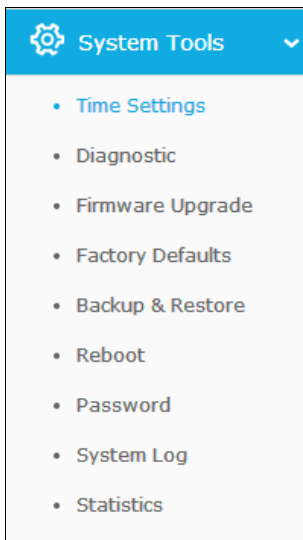 System Tools
Time Settings
Diagnostic
Firmware Upgrade
Factory Defaults
Backup & Restore
Reboot
Password
System Log
Statistics